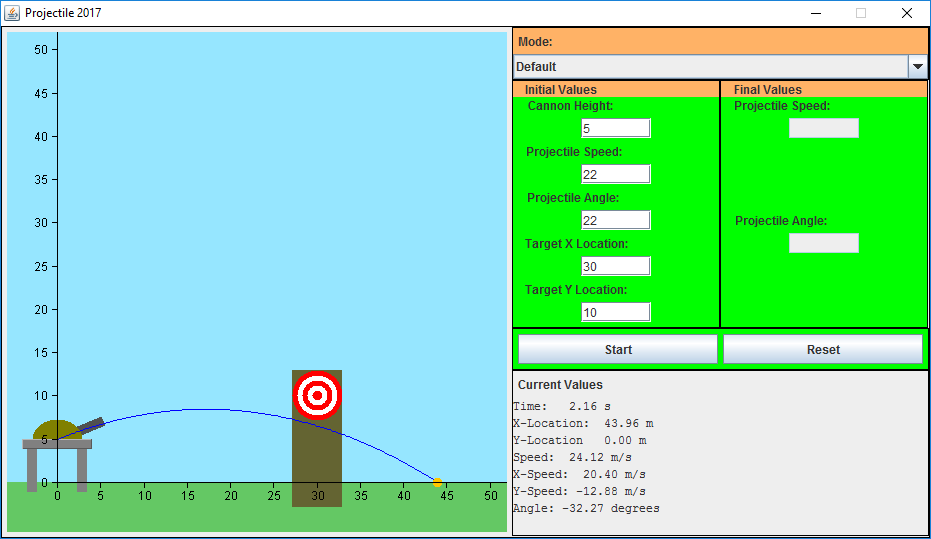 Projectile 2017
50
45
40
35
30
25
20
15
10
5
0
0 5 10 15 20 25 30 35 40 45 50
Mode:
Default
Initial Values
Cannon Height:
5
Projectile Speed:
22
Projectile Angle:
22
Target X Location:
30
Target Y Location:
10
Final Values
Projectile Speed:
Projectile Angle:
Start Reset
Current Values
Time: 2.16 s
X-Location: 43.96 m
Y-Location 0.00 m
Speed: 24.12 m/s
X-Speed: 20.40 m/s
Y-Speed: -12.88 m/s
Angle: -32.27 degrees